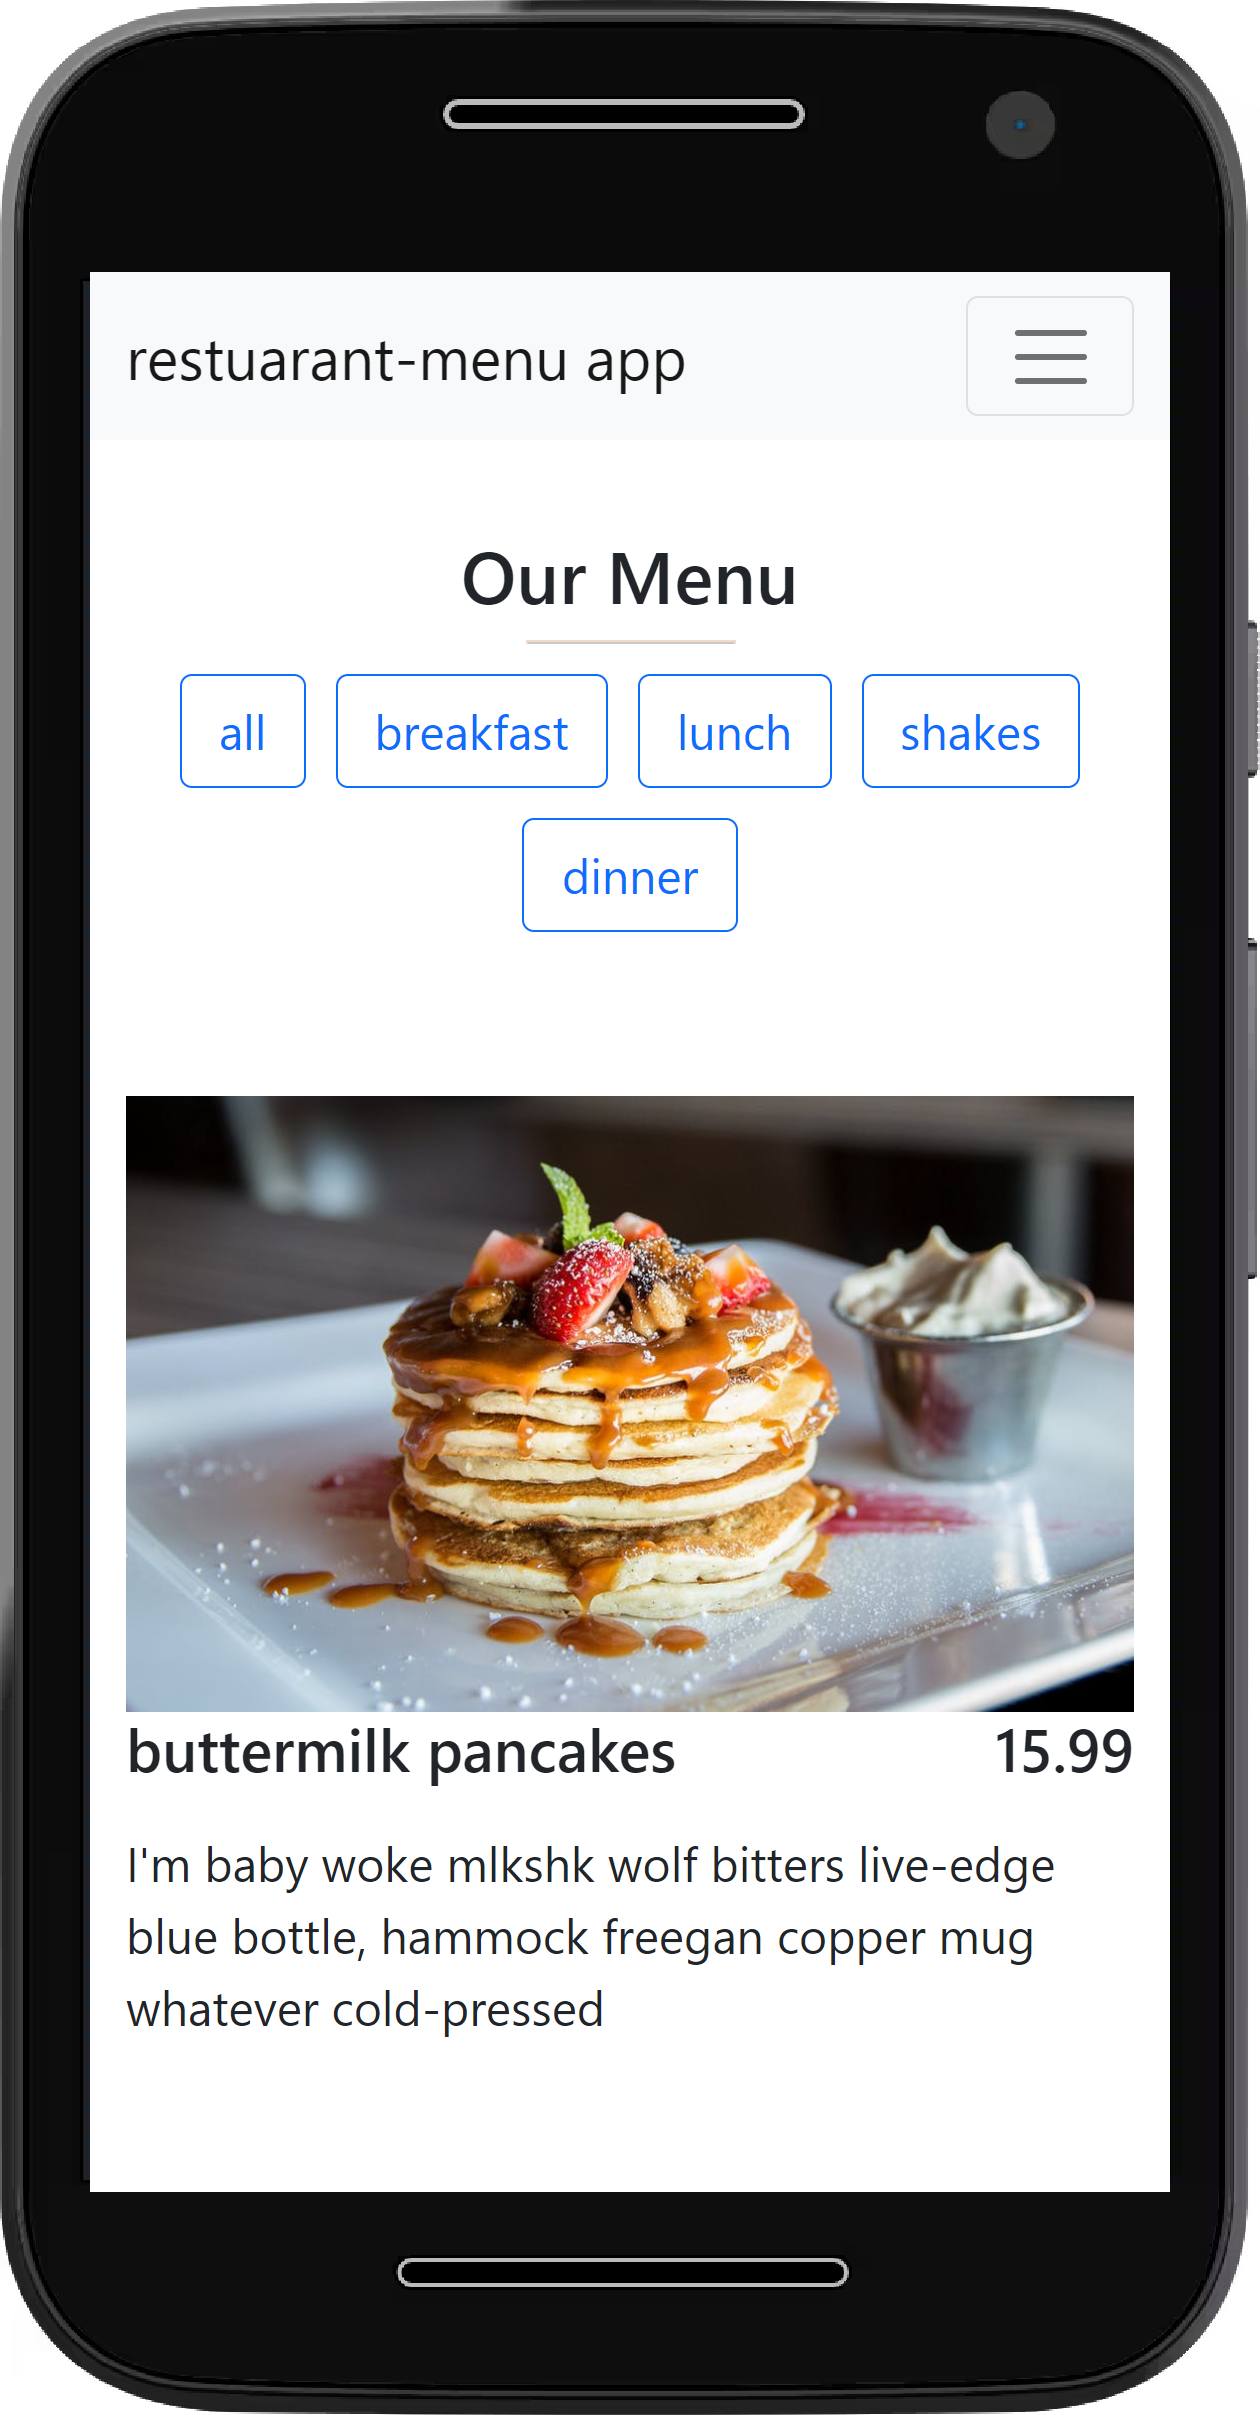 restuarant-menu app
Our Menu
all breakfast lunch shakes
dinner
buttermilk pancakes 15.99
I'm baby woke mlkshk wolf bitters live-edge
blue bottle, hammock freegan copper mug
whatever cold-pressed